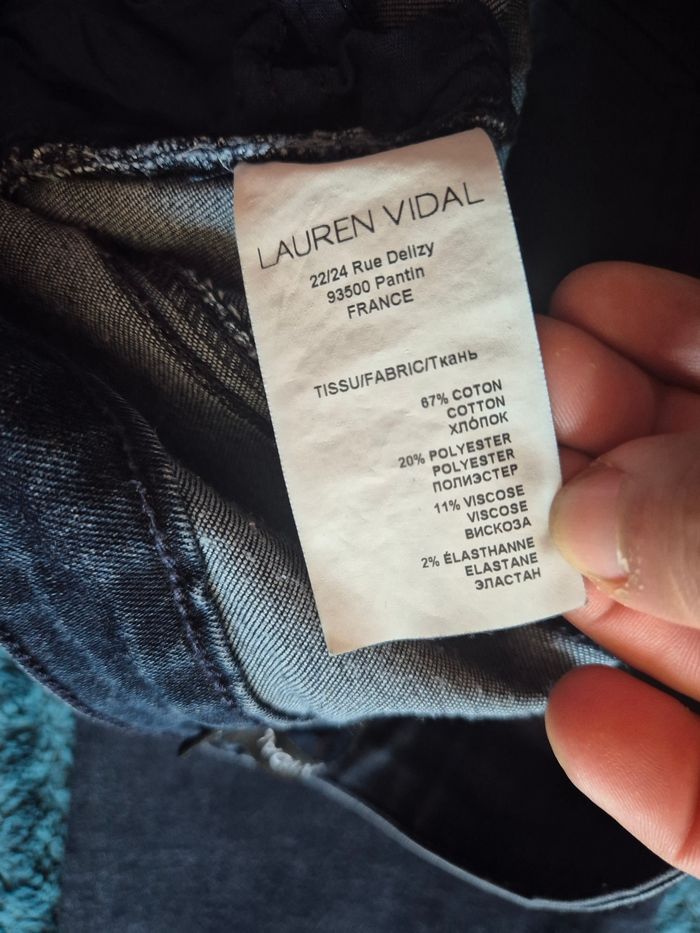 LAUREN VIDAL
22/24 Rue Delizy
93500 Pantin
FRANCE
TISSU/FABRIC/Ткань
67% COTON
COTTON
ХЛОПОК
20% POLYESTER
POLYESTER
ПОЛИЭСТЕР
11% VISCOSE
VISCOSE
ВИСКОЗА
2% ÉLASTHANNE
ELASTANE
ЭЛАСТАН